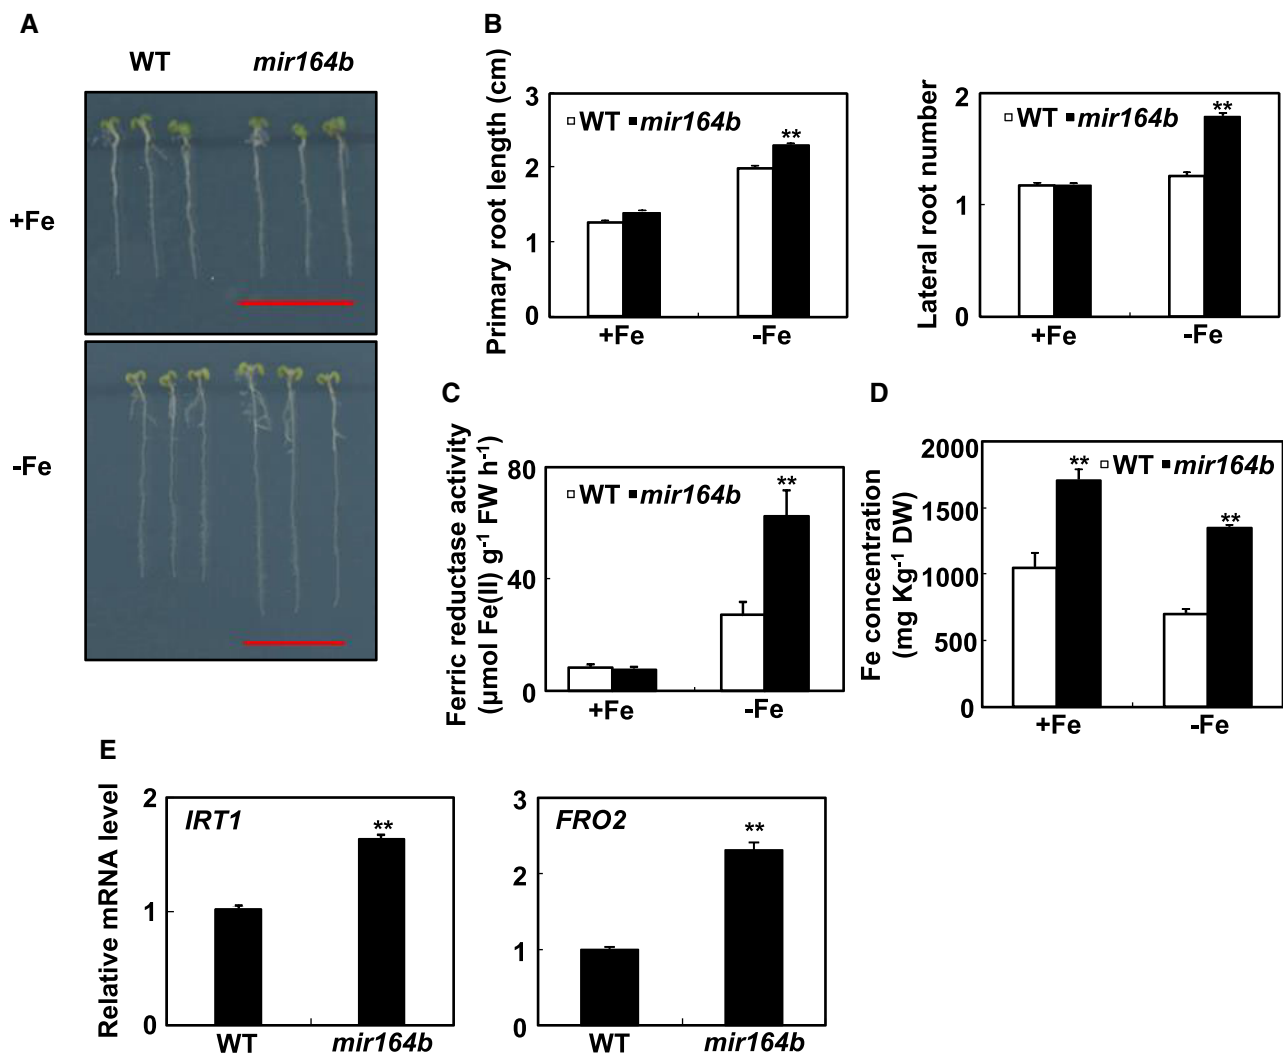 A
WT mir164b
+Fe
-Fe
B
Primary root length (cm)
3
2
1
0
WT mir164b
**
+Fe -Fe
Lateral root number
2
1
0
WT mir164b
**
+Fe -Fe
C
Ferric reductase activity
(µmol Fe(II) g⁻¹ FW h⁻¹)
80
40
0
WT mir164b
**
+Fe -Fe
D
Fe concentration
(mg Kg⁻¹ DW)
2000
1500
1000
500
0
** WT mir164b
**
+Fe -Fe
E
Relative mRNA level
2
1
0
IRT1
**
WT mir164b
3
2
1
0
FRO2
**
WT mir164b